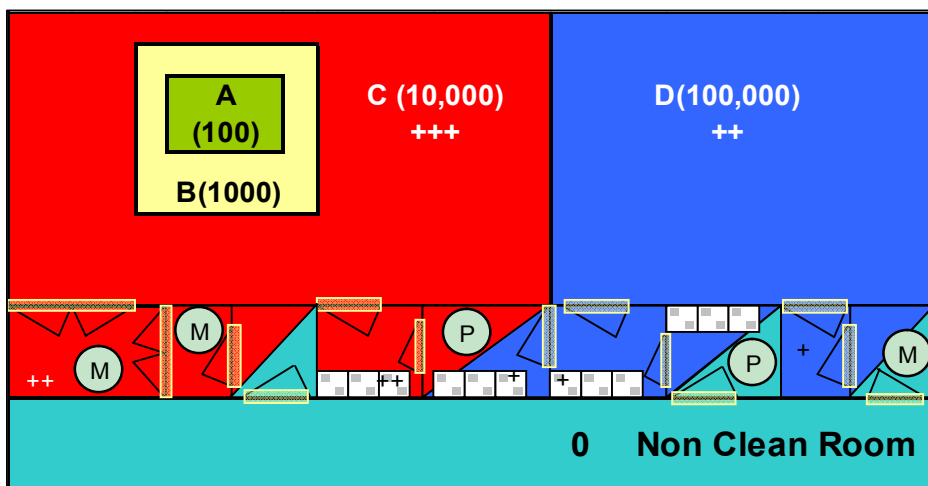 A
(100)
B(1000)
C (10,000)
+++
D(100,000)
++
M
M
++
++
P
+
+
P
+
M
0 Non Clean Room